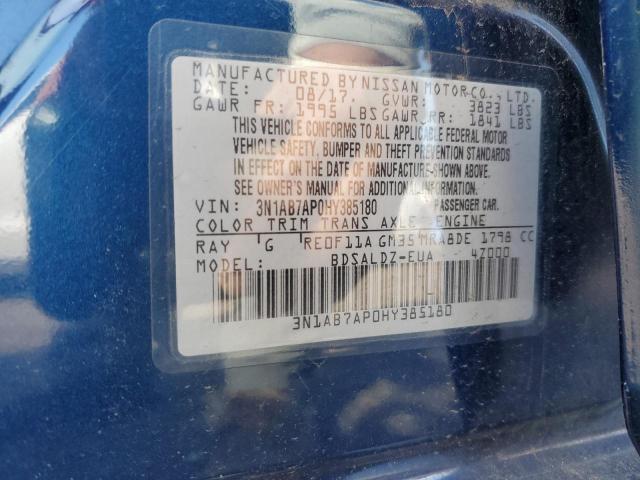 MANUFACTURED BY NISSAN MOTOR CO., LTD.
DATE: 08/17 GVWR: 3823 LBS
GAWR FR: 1995 LBS GAWR RR: 1841 LBS
THIS VEHICLE CONFORMS TO ALL APPLICABLE FEDERAL MOTOR
VEHICLE SAFETY, BUMPER AND THEFT PREVENTION STANDARDS
IN EFFECT ON THE DATE OF MANUFACTURE SHOWN ABOVE.
SEE OWNER'S MANUAL FOR ADDITIONAL INFORMATION.
VIN: 3N1AB7AP0HY385180 PASSENGER CAR.
COLOR TRIM TRANS AXLE ENGINE
RAY G RE0F11A GM35 MRA8DE 1798 CC
MODEL: BDSALDZ-EUA 4Z000
3N1AB7AP0HY385180